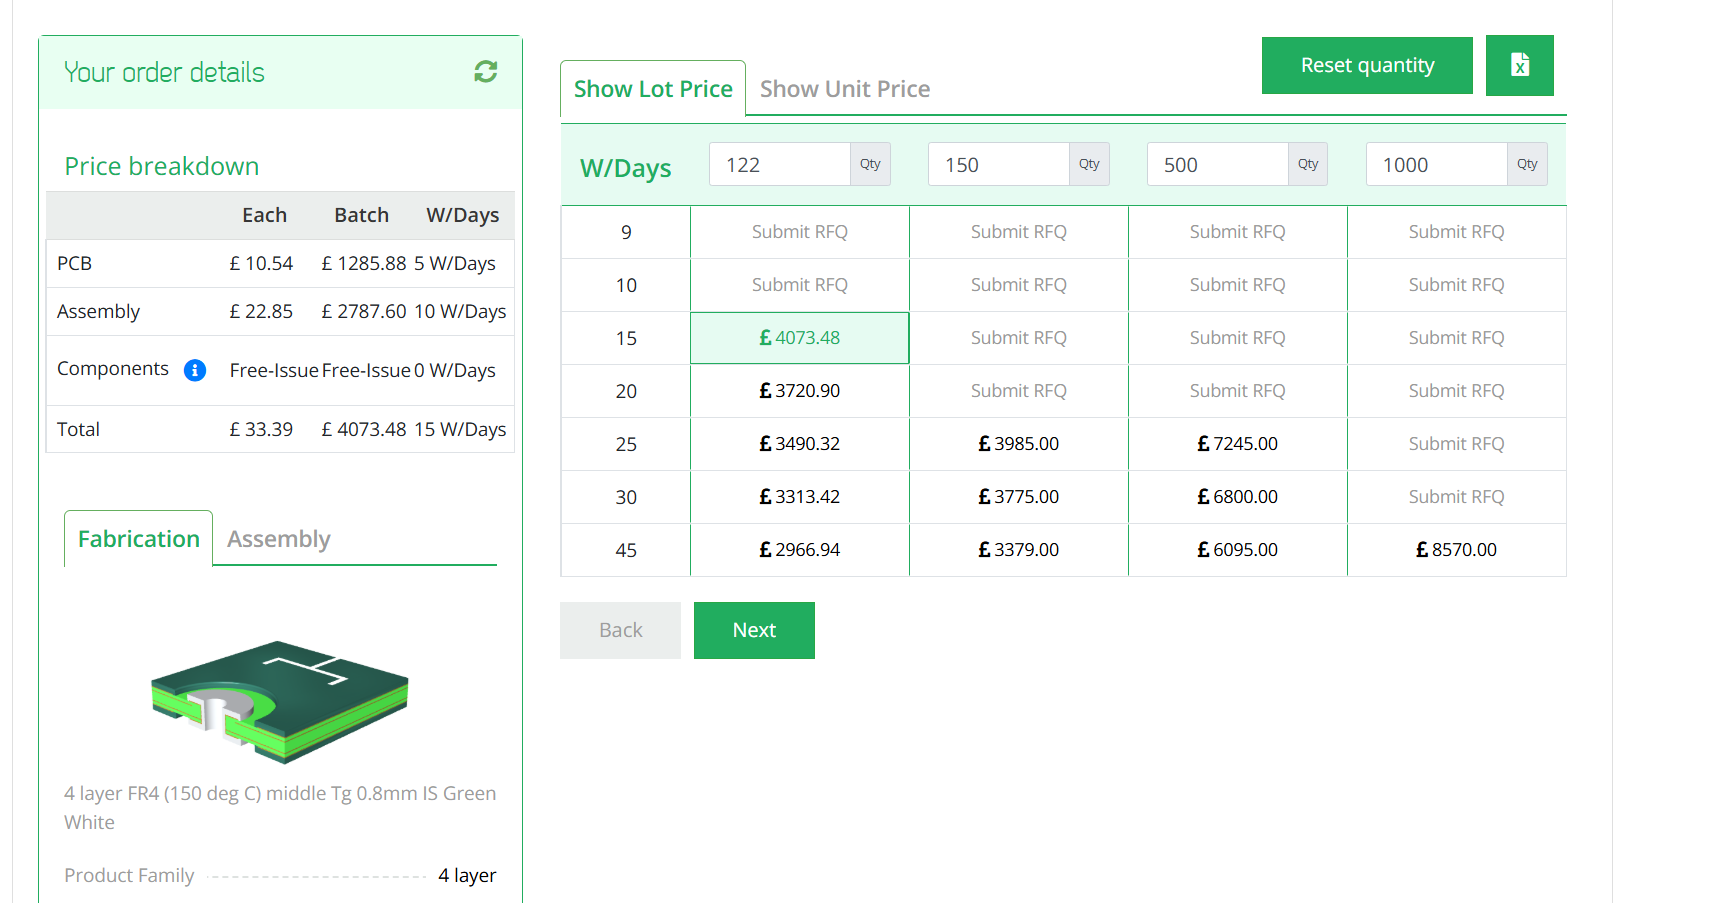 Your order details
Price breakdown
Each Batch W/Days
PCB £ 10.54 £ 1285.88 5 W/Days
Assembly £ 22.85 £ 2787.60 10 W/Days
Components Free-Issue Free-Issue 0 W/Days
Total £ 33.39 £ 4073.48 15 W/Days
Fabrication Assembly
4 layer FR4 (150 deg C) middle Tg 0.8mm IS Green
White
Product Family 4 layer
Show Lot Price Show Unit Price
Reset quantity
W/Days 122 Qty 150 Qty 500 Qty 1000 Qty
9 Submit RFQ Submit RFQ Submit RFQ Submit RFQ
10 Submit RFQ Submit RFQ Submit RFQ Submit RFQ
15 £ 4073.48 Submit RFQ Submit RFQ Submit RFQ
20 £ 3720.90 Submit RFQ Submit RFQ Submit RFQ
25 £ 3490.32 £ 3985.00 £ 7245.00 Submit RFQ
30 £ 3313.42 £ 3775.00 £ 6800.00 Submit RFQ
45 £ 2966.94 £ 3379.00 £ 6095.00 £ 8570.00
Back Next